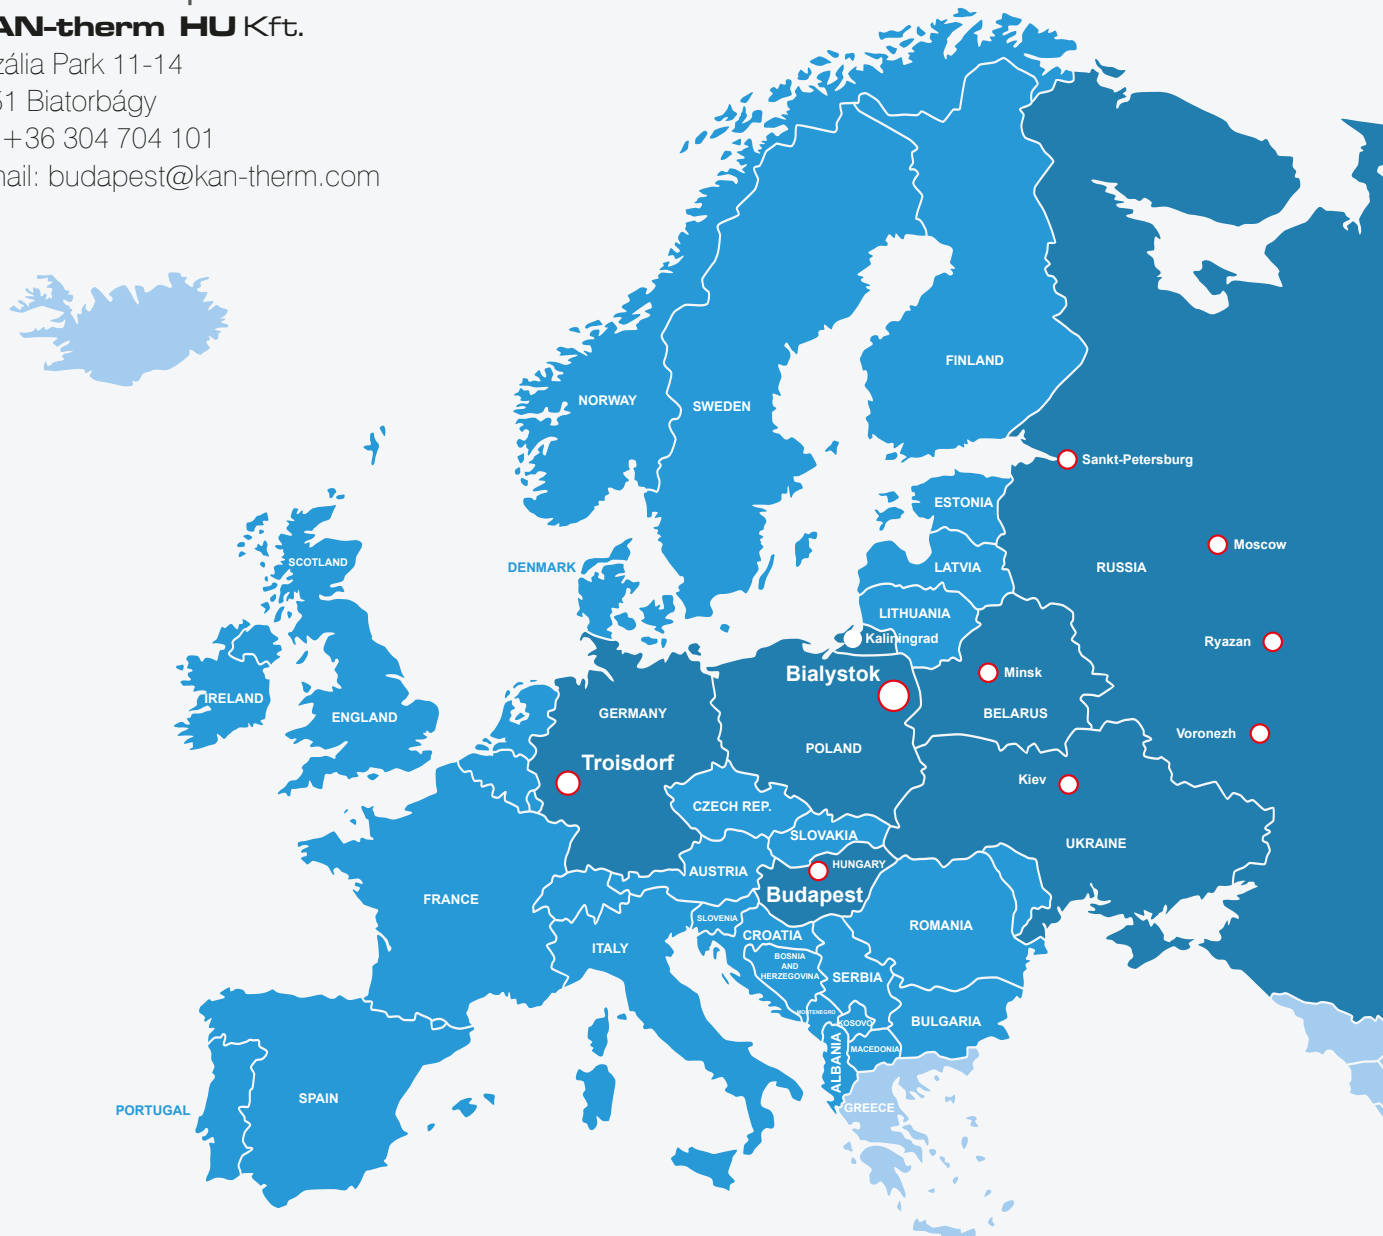 AN-therm HU Kft.
zália Park 11-14
51 Biatorbágy
+36 304 704 101
nail: budapest@kan-therm.com
FINLAND
NORWAY
SWEDEN
Sankt-Petersburg
ESTONIA
Moscow
SCOTLAND
DENMARK
LATVIA
RUSSIA
LITHUANIA
Kaliningrad
Ryazan
Bialystok
Minsk
IRELAND
ENGLAND
GERMANY
BELARUS
Voronezh
POLAND
Troisdorf
Kiev
CZECH REP.
SLOVAKIA
UKRAINE
HUNGARY
AUSTRIA
Budapest
FRANCE
SLOVENIA
ROMANIA
CROATIA
ITALY
BOSNIA
AND
HERZEGOVINA
SERBIA
MONTENEGRO
KOSOVO
BULGARIA
MACEDONIA
ALBANIA
SPAIN
GREECE
PORTUGAL